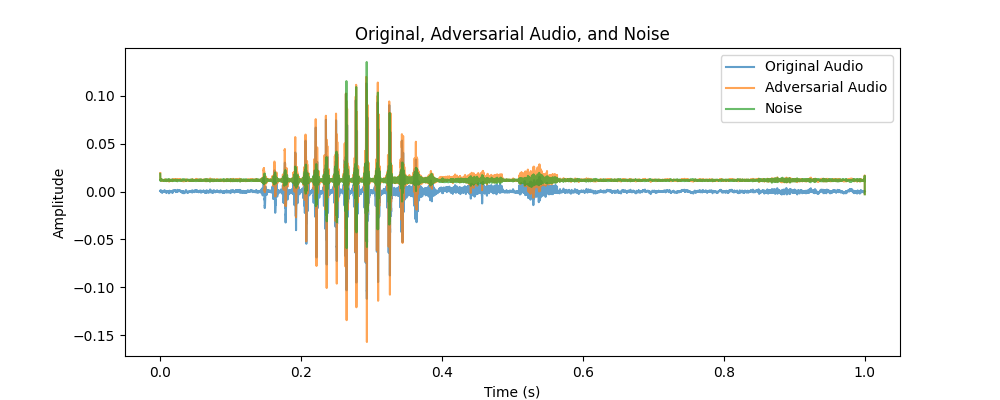 Original, Adversarial Audio, and Noise
Original Audio
Adversarial Audio
Noise
0.10
0.05
0.00
−0.05
−0.10
−0.15
Amplitude
0.0 0.2 0.4 0.6 0.8 1.0
Time (s)